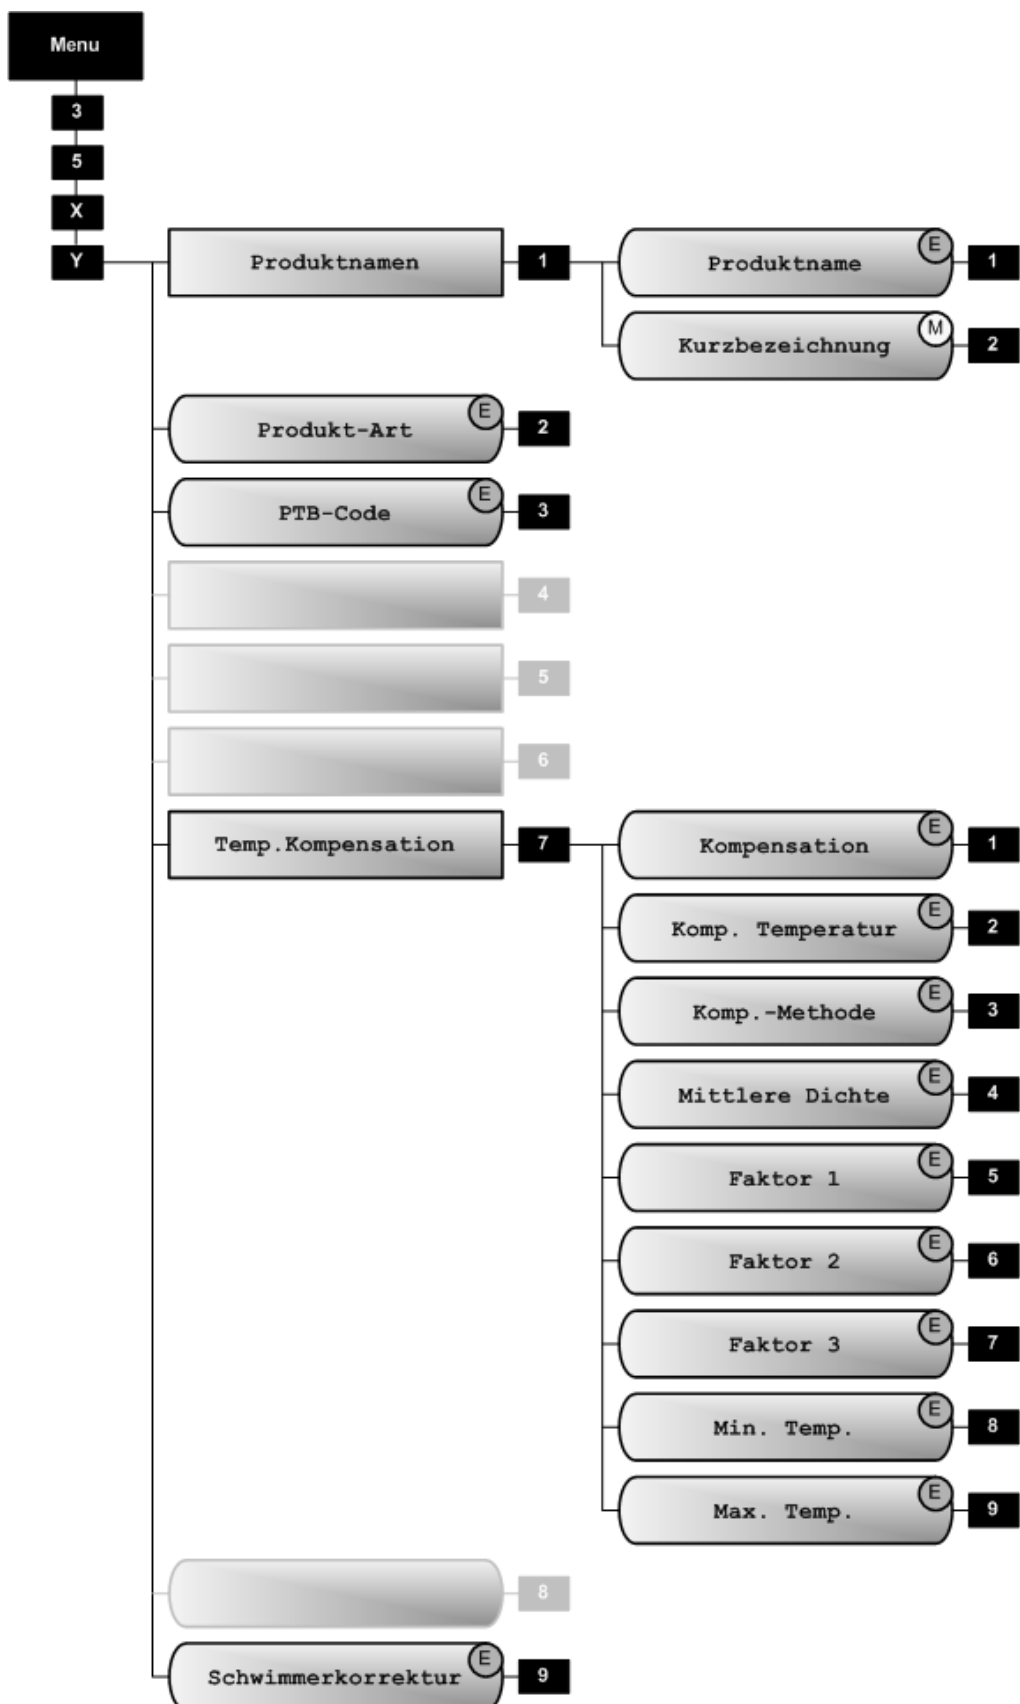 Menu
3
5
X
Y
Produktnamen 1 Produktname E 1
Kurzbezeichnung M 2
Produkt-Art E 2
PTB-Code E 3
4
5
6
Temp.Kompensation 7 Kompensation E 1
Komp. Temperatur E 2
Komp.-Methode E 3
Mittlere Dichte E 4
Faktor 1 E 5
Faktor 2 E 6
Faktor 3 E 7
Min. Temp. E 8
Max. Temp. E 9
8
Schwimmerkorrektur E 9